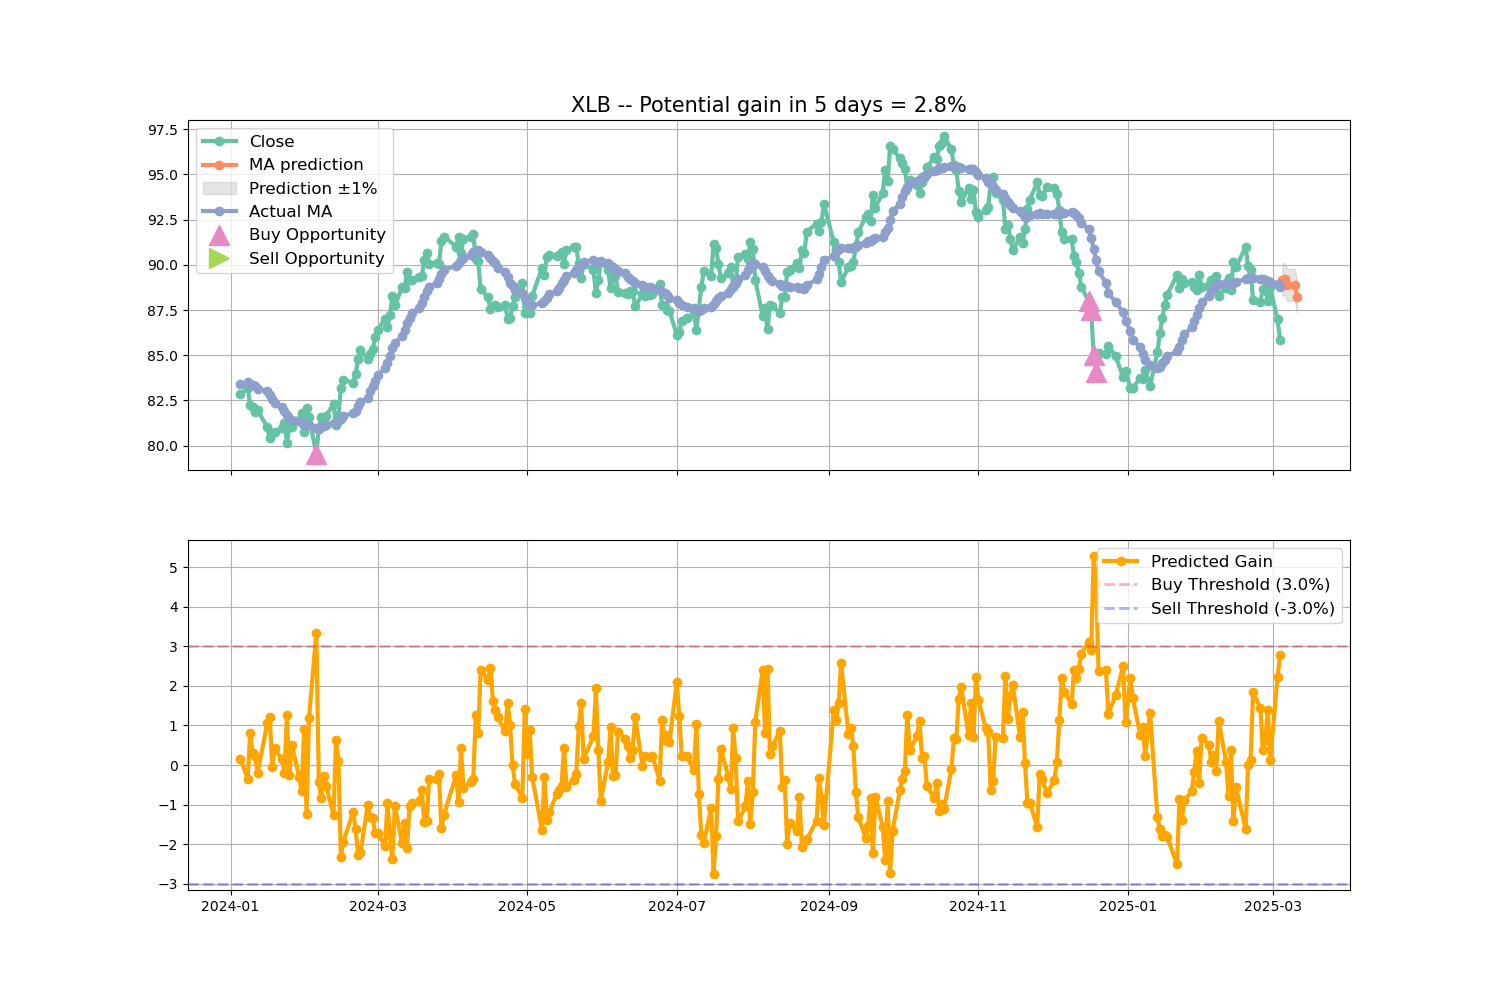 XLB -- Potential gain in 5 days = 2.8%
97.5
95.0
92.5
90.0
87.5
85.0
82.5
80.0
Close
MA prediction
Prediction ±1%
Actual MA
Buy Opportunity
Sell Opportunity
5
4
3
2
1
0
−1
−2
−3
Predicted Gain
Buy Threshold (3.0%)
Sell Threshold (-3.0%)
2024-01
2024-03
2024-05
2024-07
2024-09
2024-11
2025-01
2025-03